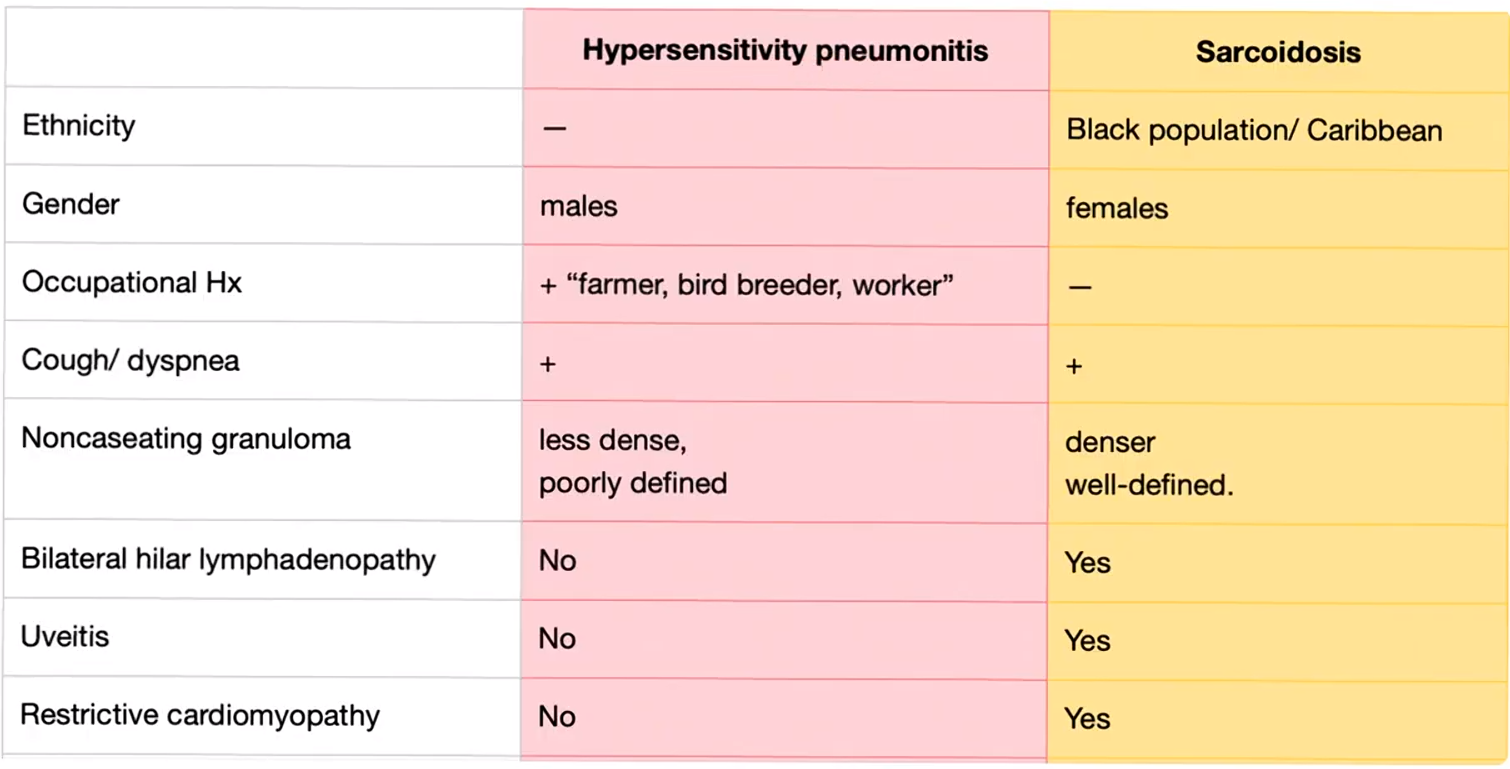 Hypersensitivity pneumonitis Sarcoidosis
Ethnicity — Black population/ Caribbean
Gender males females
Occupational Hx + “farmer, bird breeder, worker” —
Cough/ dyspnea + +
Noncaseating granuloma less dense, denser
poorly defined well-defined.
Bilateral hilar lymphadenopathy No Yes
Uveitis No Yes
Restrictive cardiomyopathy No Yes